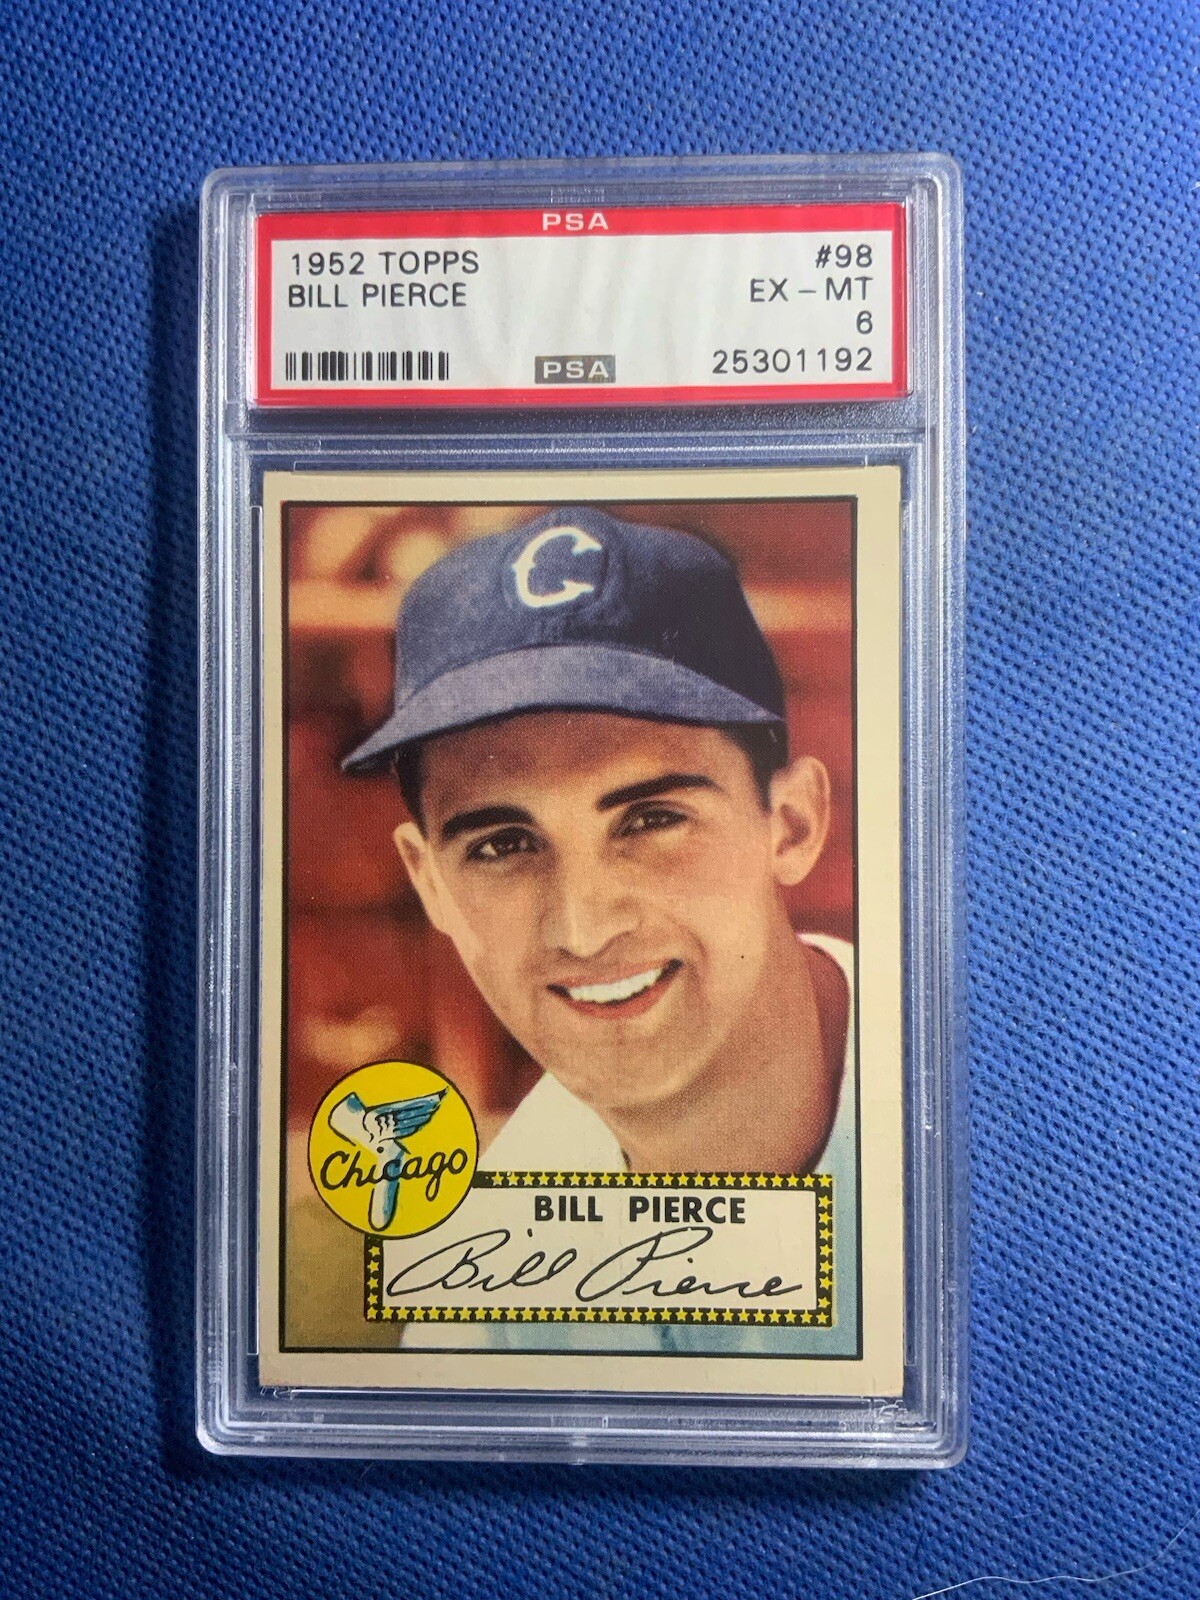 PSA
1952 TOPPS #98
BILL PIERCE EX - MT
6
PSA 25301192
C
Chicago
BILL PIERCE
Bill Pierce